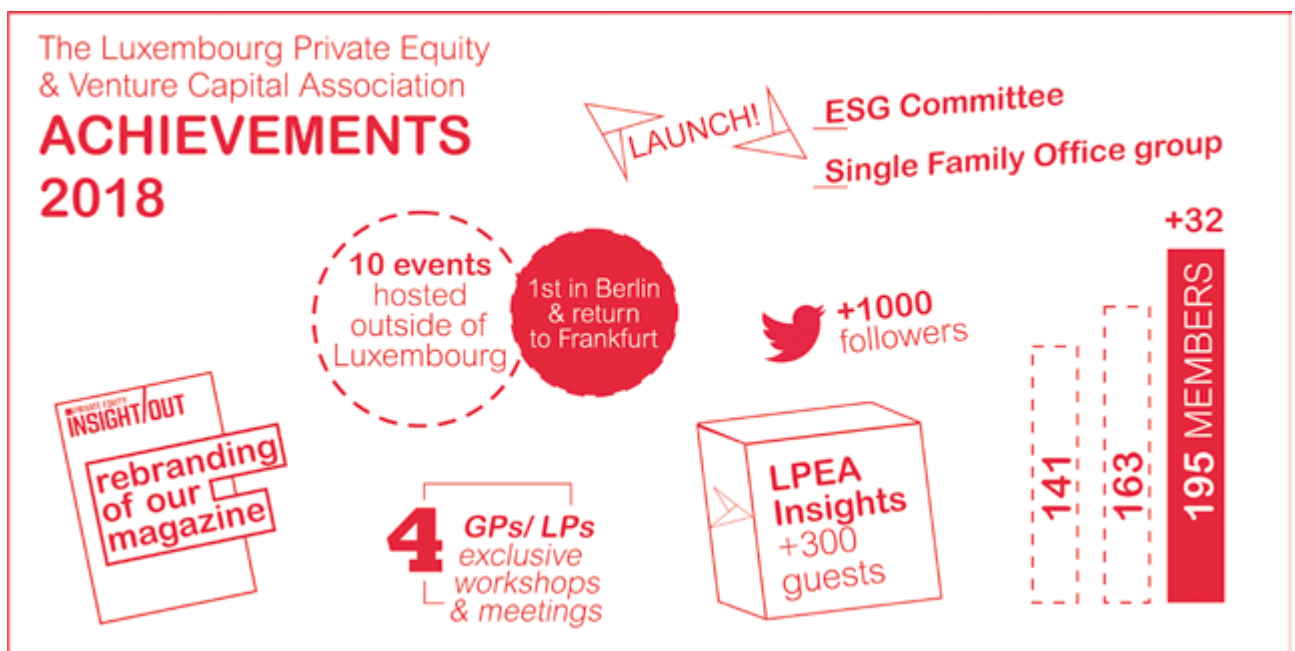 The Luxembourg Private Equity
& Venture Capital Association
ACHIEVEMENTS
2018
LAUNCH!
ESG Committee
Single Family Office group
10 events
hosted
outside of
Luxembourg
1st in Berlin
& return
to Frankfurt
+1000
followers
+32
141
163
195 MEMBERS
PRIVATE EQUITY
INSIGHT/OUT
rebranding
of our
magazine
4
GPs/ LPs
exclusive
workshops
& meetings
LPEA
Insights
+300
guests